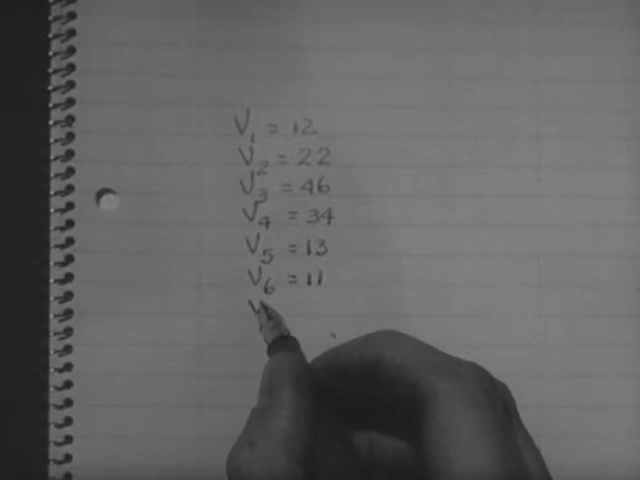 V₁ = 12
V₂ = 22
V₃ = 46
V₄ = 34
V₅ = 13
V₆ = 11
V